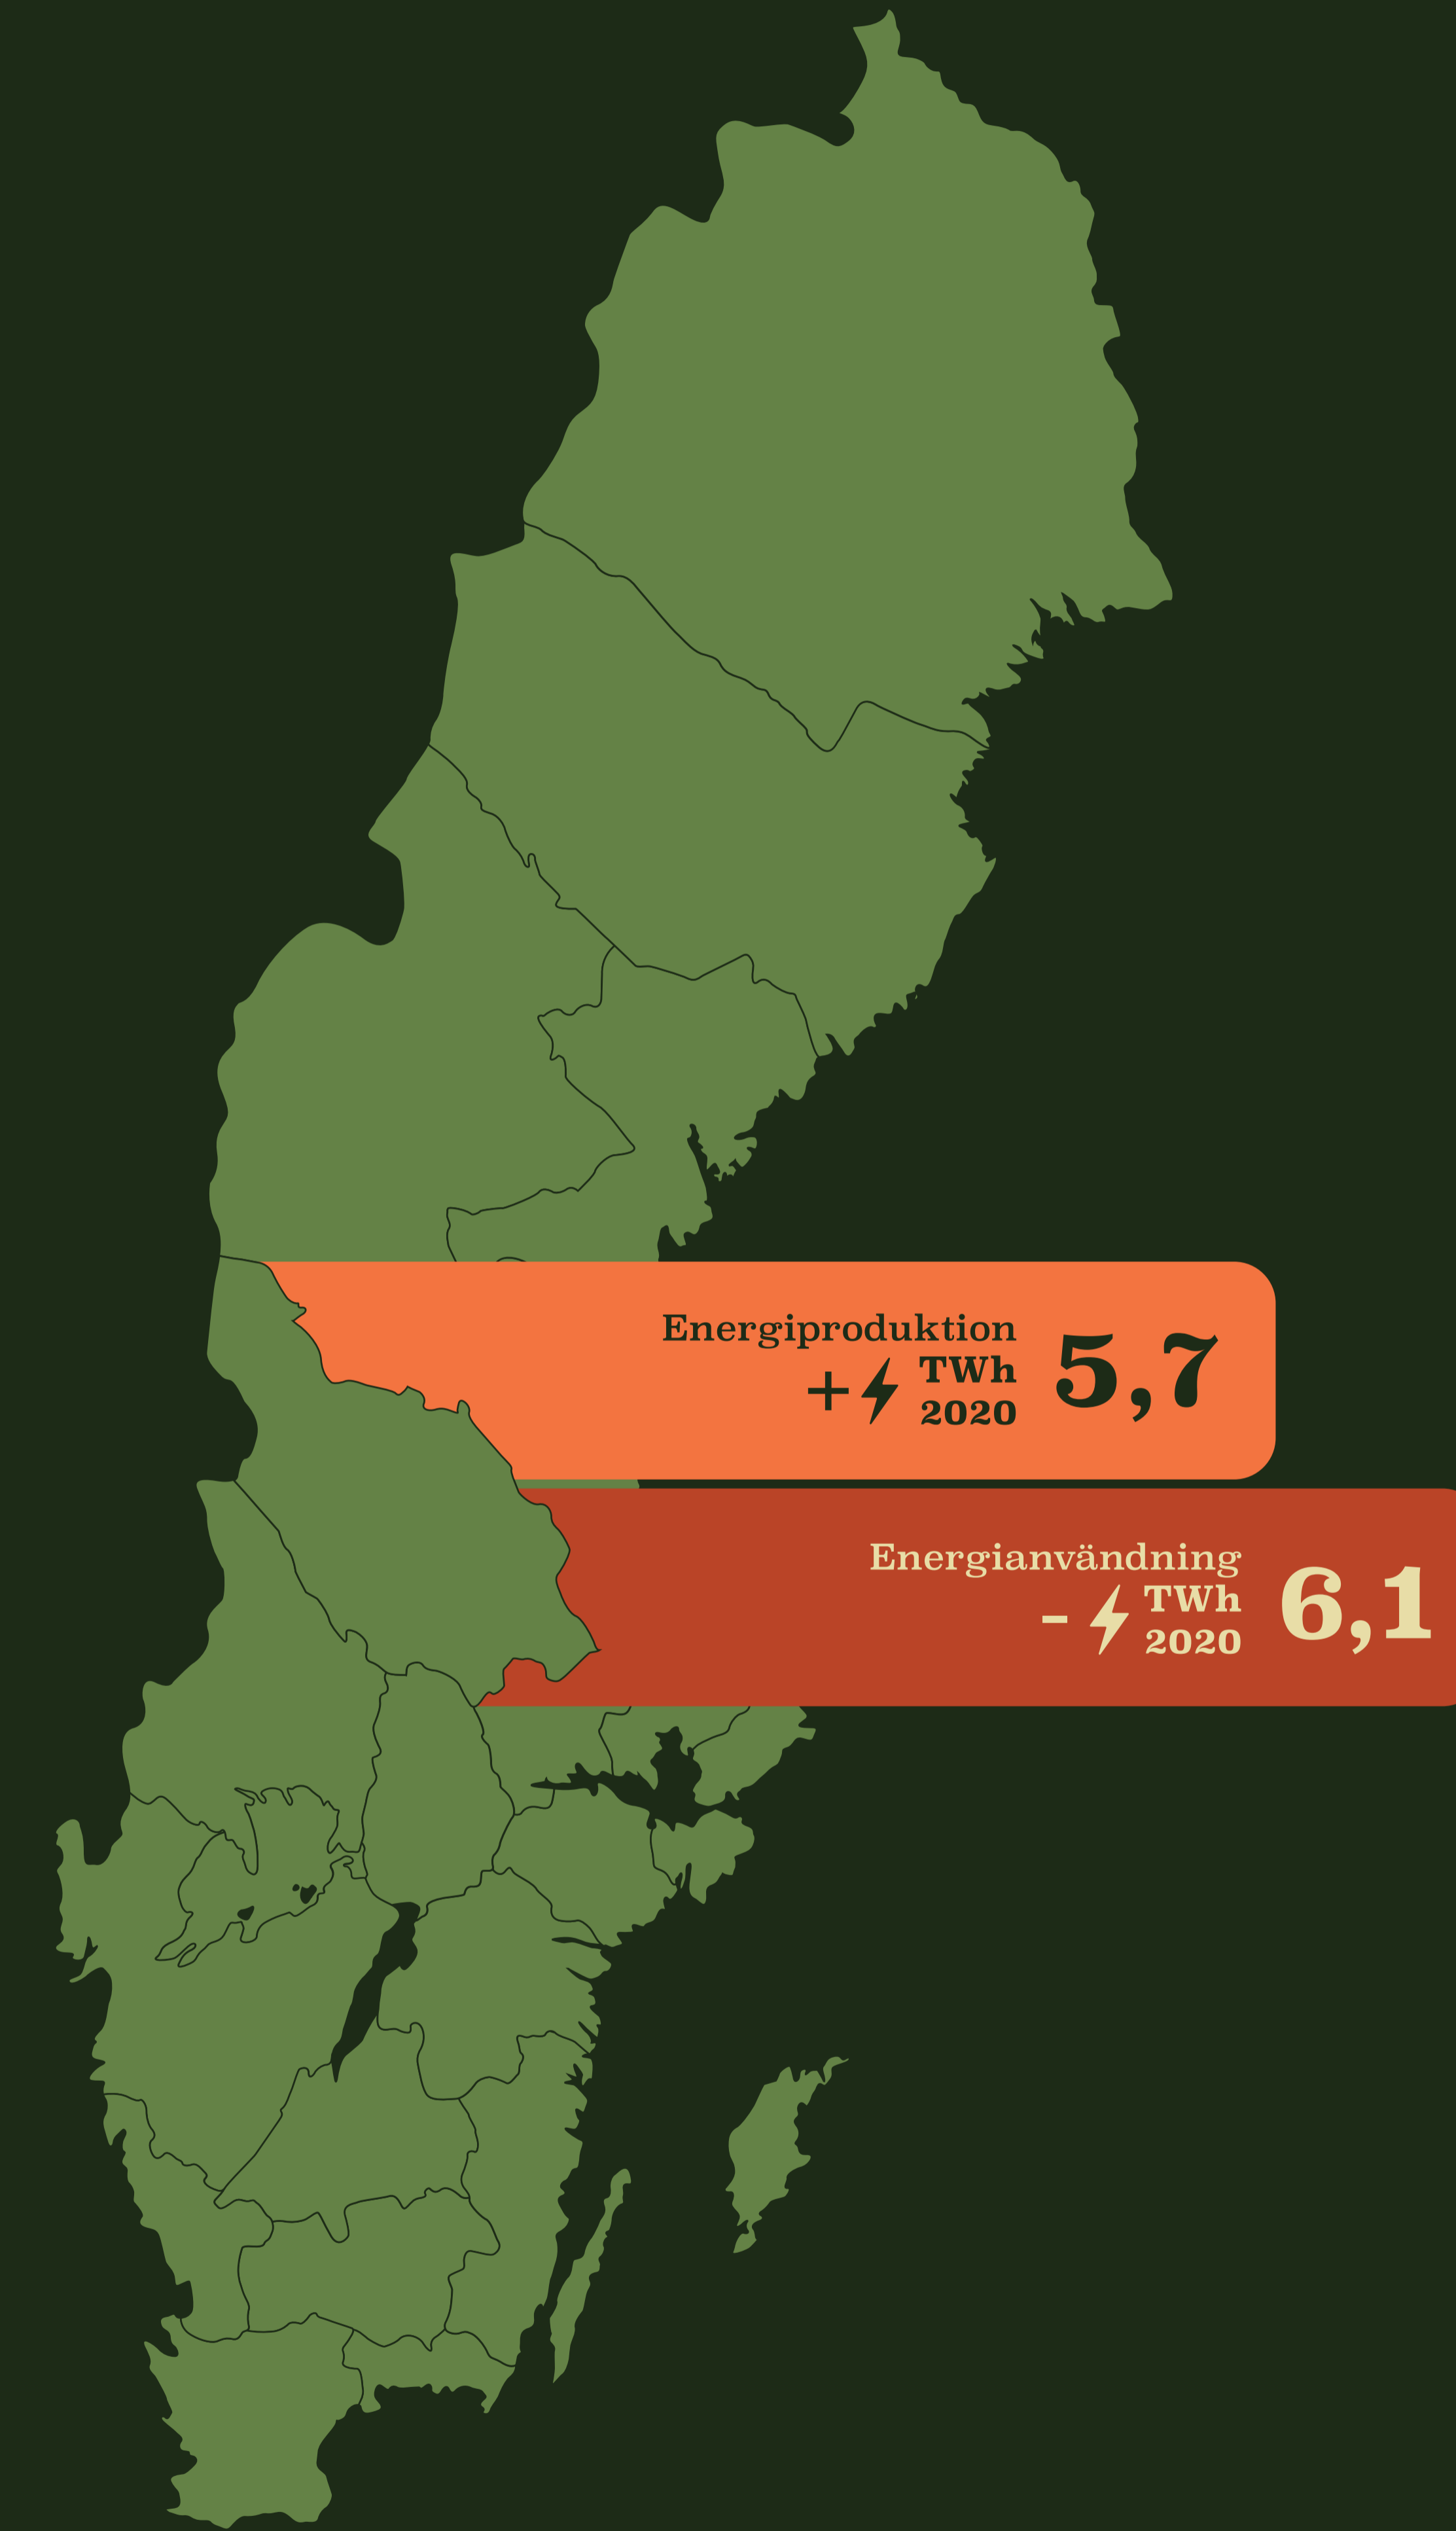 Energiproduktion
+ TWh
2020
5,7
Energianvändning
- TWh
2020
6,1